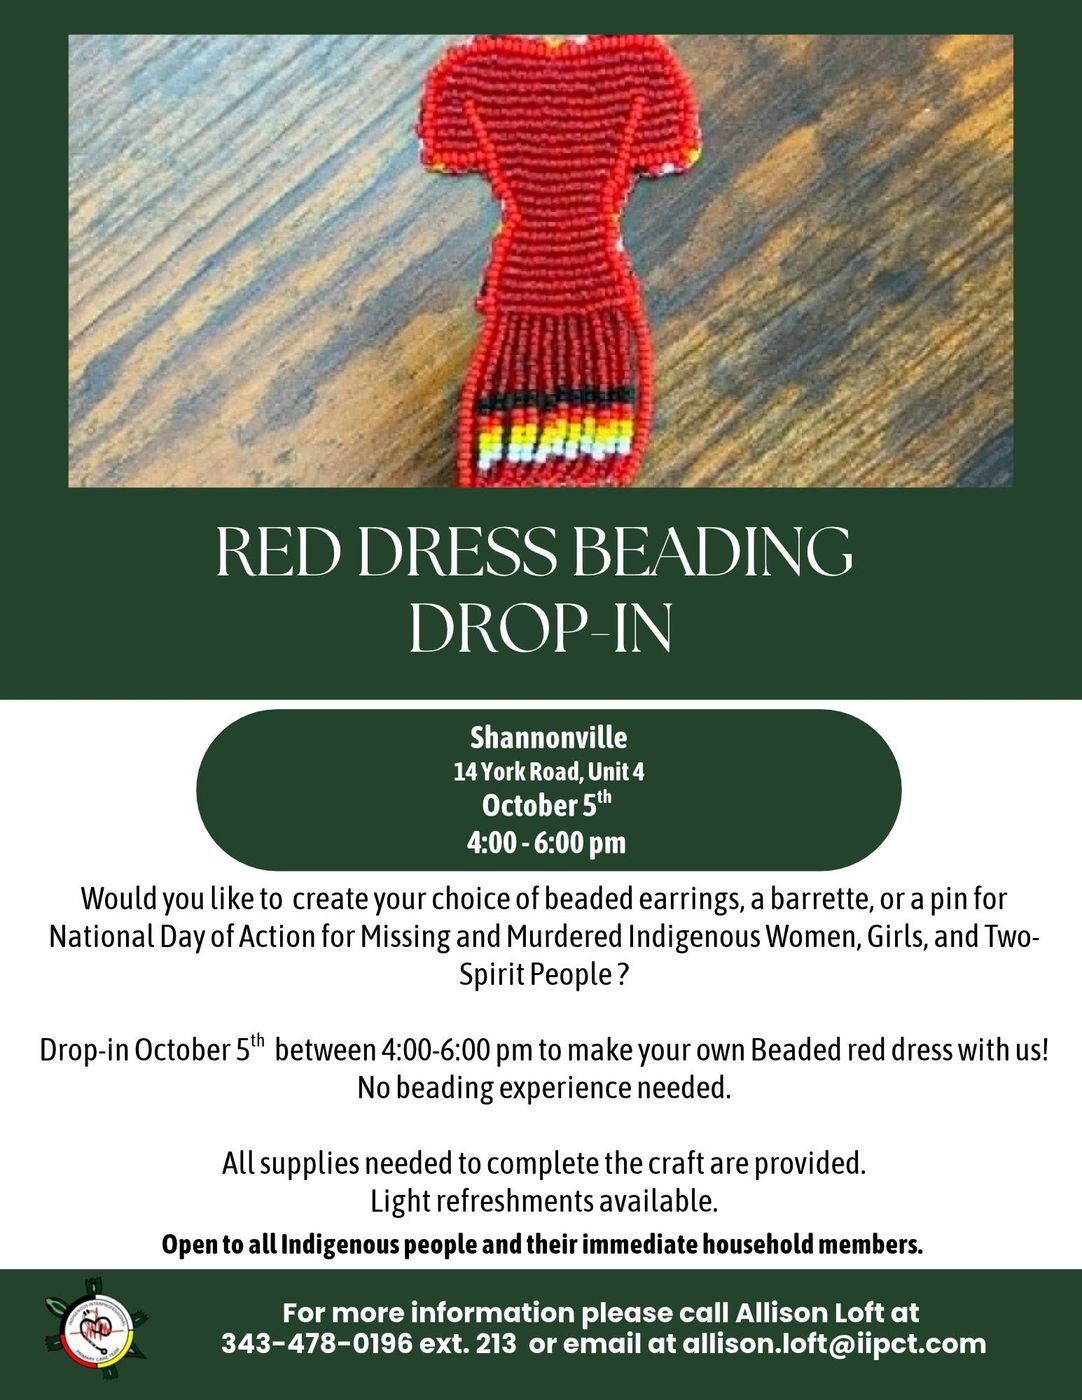 RED DRESS BEADING
DROP-IN
Shannonville
14 York Road, Unit 4
October 5th
4:00 - 6:00 pm
Would you like to create your choice of beaded earrings, a barrette, or a pin for
National Day of Action for Missing and Murdered Indigenous Women, Girls, and Two-
Spirit People ?
Drop-in October 5th between 4:00-6:00 pm to make your own Beaded red dress with us!
No beading experience needed.
All supplies needed to complete the craft are provided.
Light refreshments available.
Open to all Indigenous people and their immediate household members.
INDIGENOUS INTERPROFESSIONAL
PRIMARY CARE TEAM
For more information please call Allison Loft at
343-478-0196 ext. 213 or email at allison.loft@iipct.com